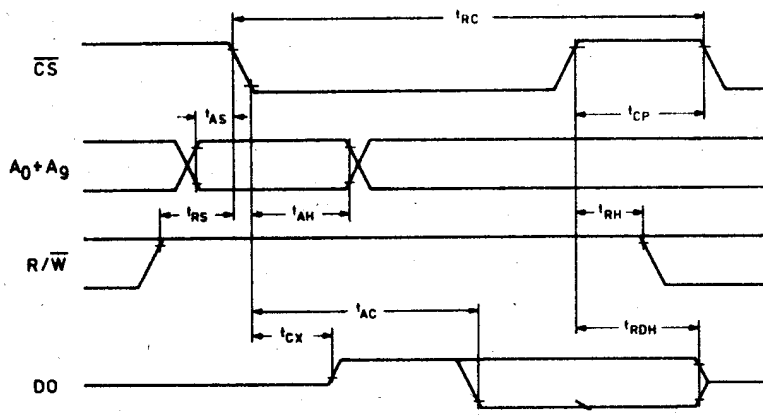 tRC
CS
tAS
tCP
A0+A9
tRS
tAH
tRH
R/W
tAC
tCX
tRDH
DO